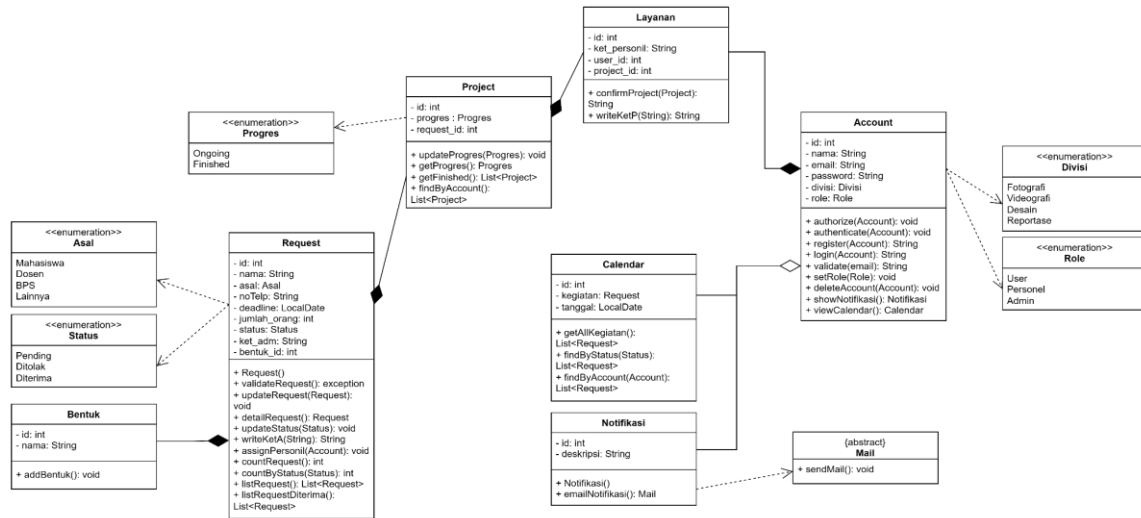 Layanan
- id: int
- ket_personil: String
- user_id: int
- project_id: int
+ confirmProject(Project):
String
+ writeKetP(String): String
Project
- id: int
- progres : Progres
- request_id: int
+ updateProgres(Progres): void
+ getProgres(): Progres
+ getFinished(): List<Project>
+ findByAccount():
List<Project>
<<enumeration>>
Progres
Ongoing
Finished
Account
- id: int
- nama: String
- email: String
- password: String
- divisi: Divisi
- role: Role
+ authorize(Account): void
+ authenticate(Account): void
+ register(Account): String
+ login(Account): String
+ validate(email): String
+ setRole(Role): void
+ deleteAccount(Account): void
+ showNotifikasi(): Notifikasi
+ viewCalendar(): Calendar
<<enumeration>>
Divisi
Fotografi
Videografi
Desain
Reportase
<<enumeration>>
Role
User
Personel
Admin
<<enumeration>>
Asal
Mahasiswa
Dosen
BPS
Lainnya
<<enumeration>>
Status
Pending
Ditolak
Diterima
Bentuk
- id: int
- nama: String
+ addBentuk(): void
Request
- id: int
- nama: String
- asal: Asal
- noTelp: String
- deadline: LocalDate
- jumlah_orang: int
- status: Status
- ket_adm: String
- bentuk_id: int
+ Request()
+ validateRequest(): exception
+ updateRequest(Request):
void
+ detailRequest(): Request
+ updateStatus(Status): void
+ writeKetA(String): String
+ assignPersonil(Account): void
+ countRequest(): int
+ countByStatus(Status): int
+ listRequest(): List<Request>
+ listRequestDiterima():
List<Request>
Calendar
- id: int
- kegiatan: Request
- tanggal: LocalDate
+ getAllKegiatan():
List<Request>
+ findByStatus(Status):
List<Request>
+ findByAccount(Account):
List<Request>
Notifikasi
- id: int
- deskripsi: String
+ Notifikasi()
+ emailNotifikasi(): Mail
{abstract}
Mail
+ sendMail(): void